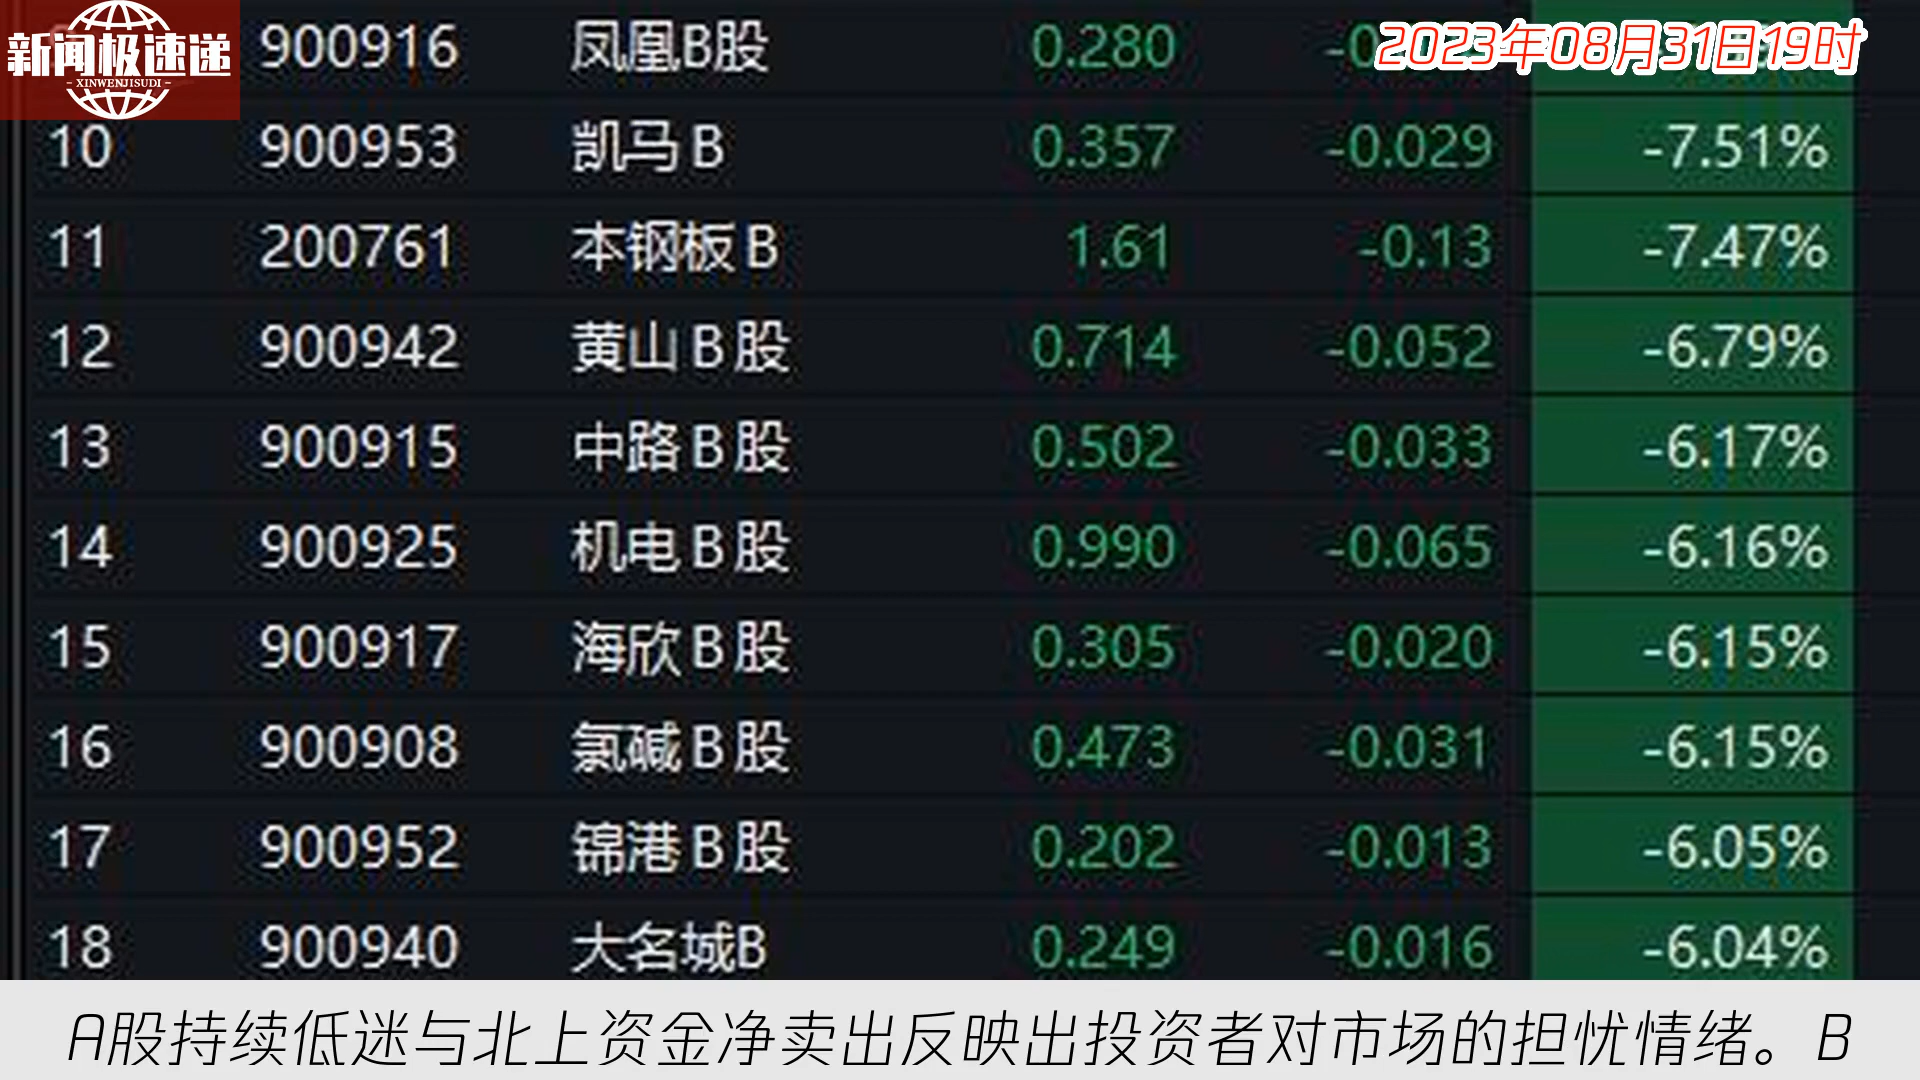 新闻极速递
-XINWENJISUDI-
2023年08月31日19时
900916 凤凰B股 0.280
10 900953 凯马 B 0.357 -0.029 -7.51%
11 200761 本钢板 B 1.61 -0.13 -7.47%
12 900942 黄山 B 股 0.714 -0.052 -6.79%
13 900915 中路 B 股 0.502 -0.033 -6.17%
14 900925 机电 B 股 0.990 -0.065 -6.16%
15 900917 海欣 B 股 0.305 -0.020 -6.15%
16 900908 氯碱 B 股 0.473 -0.031 -6.15%
17 900952 锦港 B 股 0.202 -0.013 -6.05%
18 900940 大名城B 0.249 -0.016 -6.04%
A股持续低迷与北上资金净卖出反映出投资者对市场的担忧情绪。B